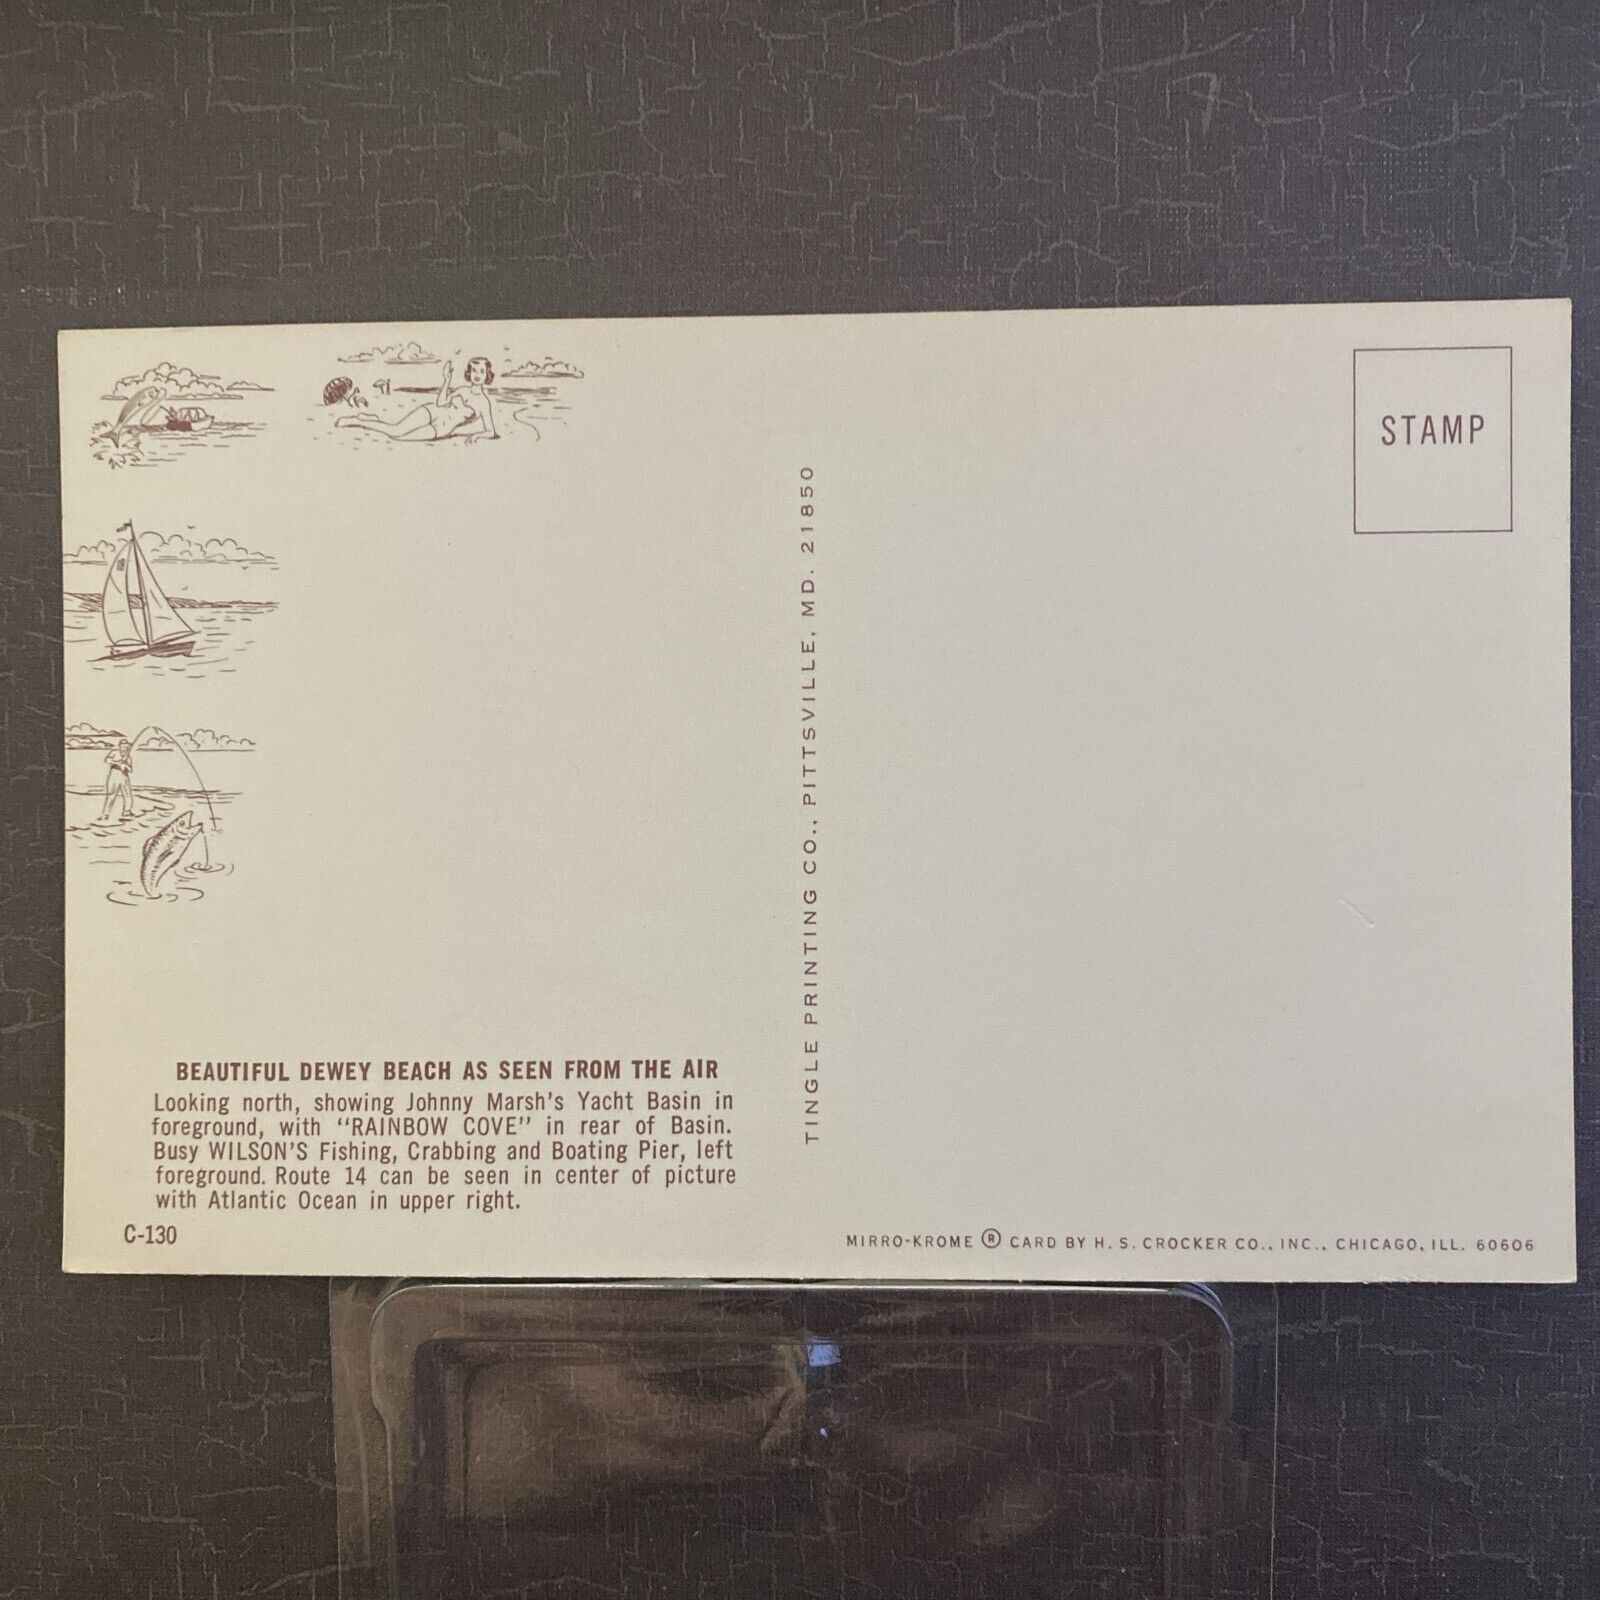 STAMP
TINGLE PRINTING CO., PITTSVILLE, MD. 21850
BEAUTIFUL DEWEY BEACH AS SEEN FROM THE AIR
Looking north, showing Johnny Marsh's Yacht Basin in
foreground, with "RAINBOW COVE" in rear of Basin.
Busy WILSON'S Fishing, Crabbing and Boating Pier, left
foreground. Route 14 can be seen in center of picture
with Atlantic Ocean in upper right.
C-130
MIRRO-KROME ® CARD BY H. S. CROCKER CO., INC., CHICAGO, ILL. 60606